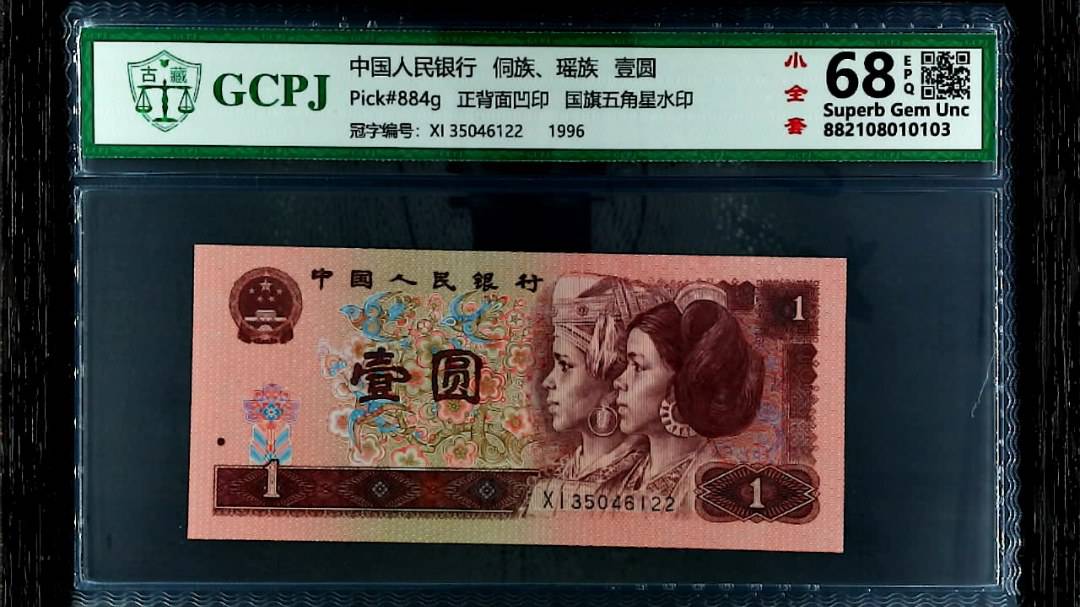 古藏
GCPJ
中国人民银行 侗族、瑶族 壹圆
Pick#884g 正背面凹印 国旗五角星水印
冠字编号: XI 35046122 1996
小全套
68
EPQ
Superb Gem Unc
882108010103
中国人民银行
1
壹圆
1
XI35046122
1